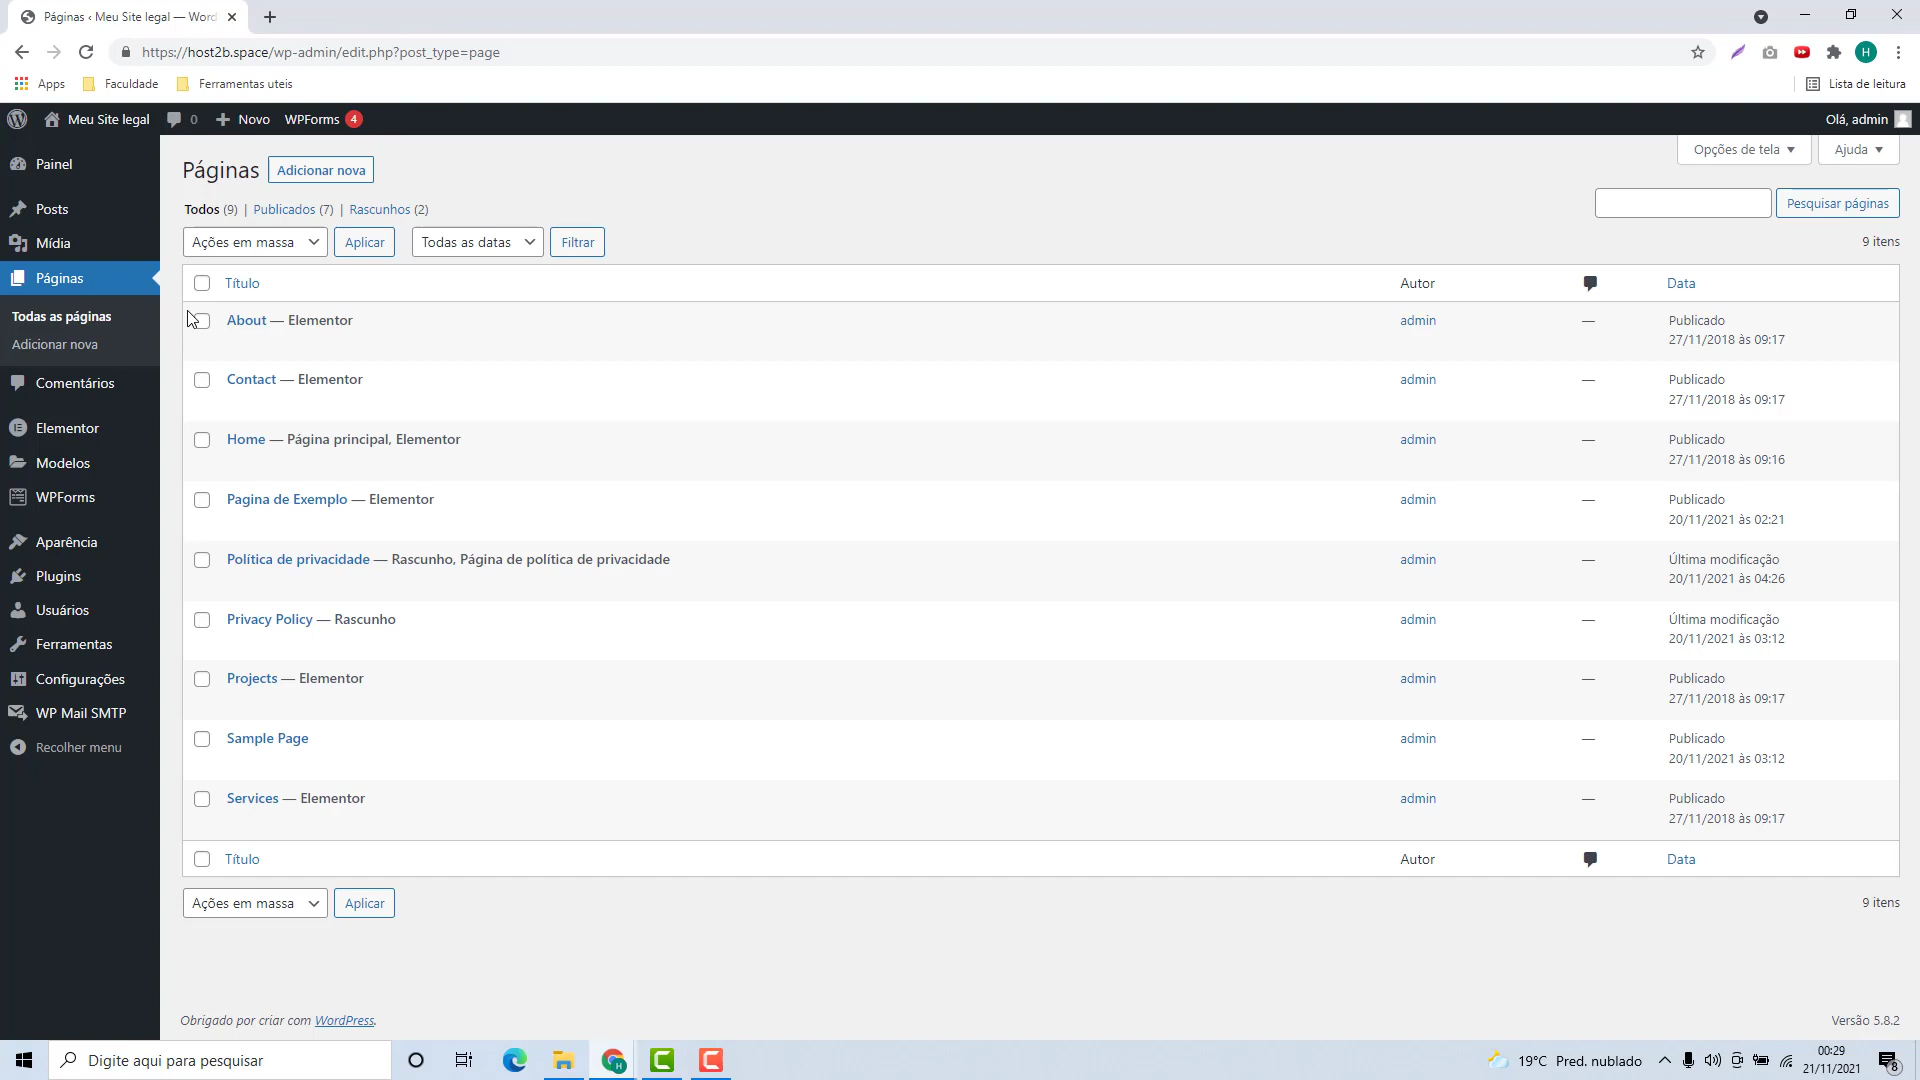 Páginas ‹ Meu Site legal — Word
https://host2b.space/wp-admin/edit.php?post_type=page
H
Apps
Faculdade
Ferramentas uteis
Lista de leitura
Meu Site legal
0
Novo
WPForms 4
Olá, admin
Painel
Posts
Mídia
Páginas
Todas as páginas
Adicionar nova
Comentários
Elementor
Modelos
WPForms
Aparência
Plugins
Usuários
Ferramentas
Configurações
WP Mail SMTP
Recolher menu
Opções de tela
Ajuda
Páginas
Adicionar nova
Todos (9) | Publicados (7) | Rascunhos (2)
Pesquisar páginas
Ações em massa
Aplicar
Todas as datas
Filtrar
9 itens
Título
Autor
Data
About — Elementor
admin
—
Publicado
27/11/2018 às 09:17
Contact — Elementor
admin
—
Publicado
27/11/2018 às 09:17
Home — Página principal, Elementor
admin
—
Publicado
27/11/2018 às 09:16
Pagina de Exemplo — Elementor
admin
—
Publicado
20/11/2021 às 02:21
Política de privacidade — Rascunho, Página de política de privacidade
admin
—
Última modificação
20/11/2021 às 04:26
Privacy Policy — Rascunho
admin
—
Última modificação
20/11/2021 às 03:12
Projects — Elementor
admin
—
Publicado
27/11/2018 às 09:17
Sample Page
admin
—
Publicado
20/11/2021 às 03:12
Services — Elementor
admin
—
Publicado
27/11/2018 às 09:17
Título
Autor
Data
Ações em massa
Aplicar
9 itens
Obrigado por criar com WordPress.
Versão 5.8.2
Digite aqui para pesquisar
19°C Pred. nublado
00:29
21/11/2021
8